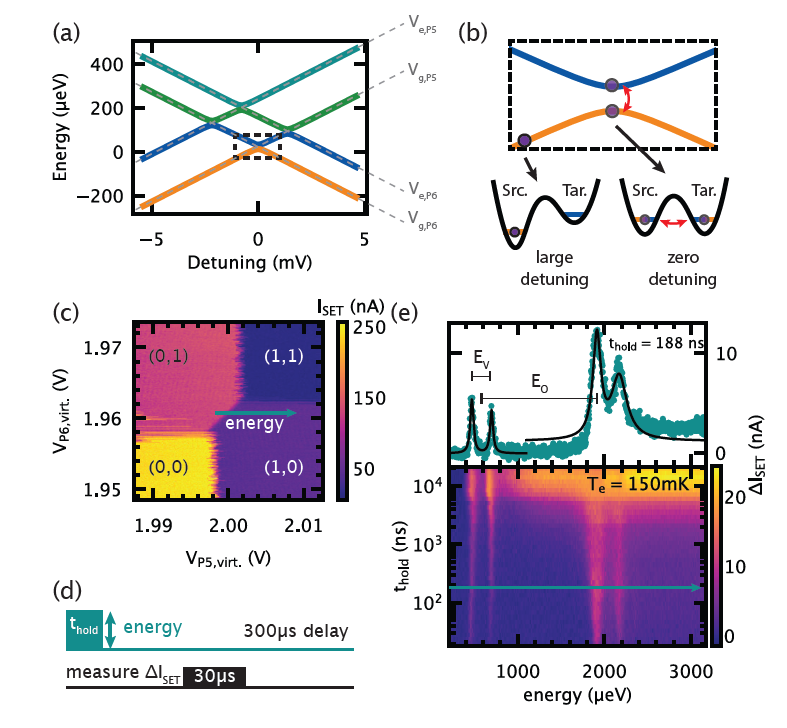 (a)
Energy (µeV)
400
200
0
−200
−5
0
5
Detuning (mV)
Ve,P5
Vg,P5
Ve,P6
Vg,P6
(b)
Src.
Tar.
Src.
Tar.
large
detuning
zero
detuning
(c)
ISET (nA)
250
150
50
VP6,virt. (V)
1.97
1.96
1.95
(0,1)
(1,1)
energy
(0,0)
(1,0)
1.99
2.00
2.01
VP5,virt. (V)
(d)
thold
energy
300µs delay
measure ΔISET
30µs
(e)
thold = 188 ns
EV
EO
10
0
ΔISET (nA)
Te = 150mK
20
10
0
thold (ns)
10⁴
10³
10²
1000
2000
3000
energy (µeV)